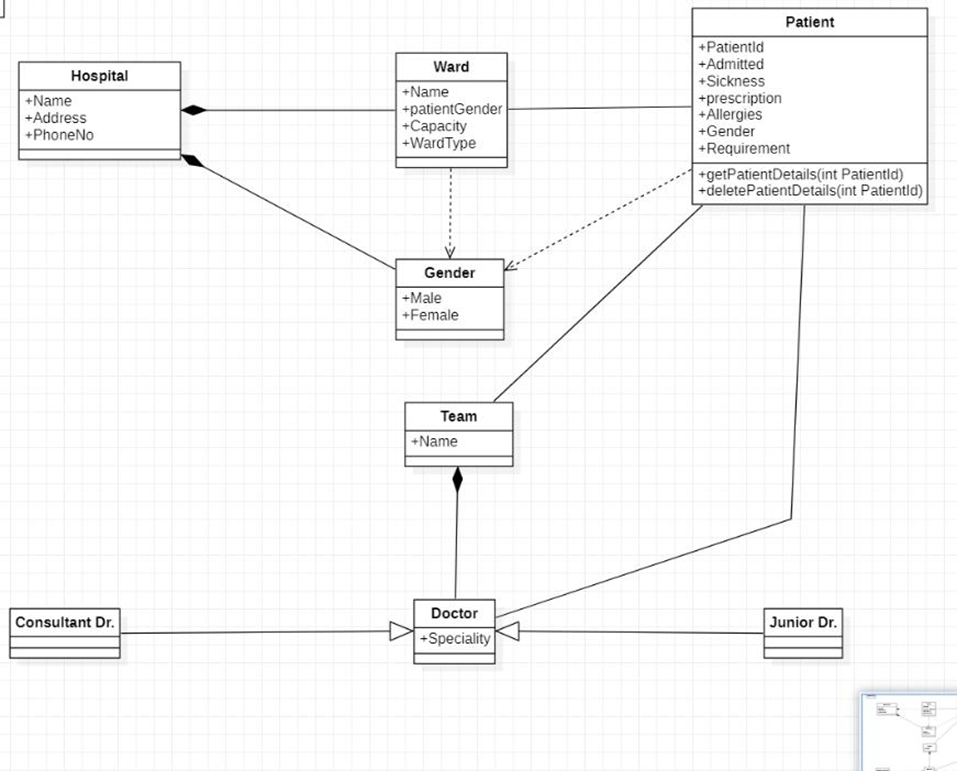 Hospital
+Name
+Address
+PhoneNo
Ward
+Name
+patientGender
+Capacity
+WardType
Patient
+PatientId
+Admitted
+Sickness
+prescription
+Allergies
+Gender
+Requirement
+getPatientDetails(int PatientId)
+deletePatientDetails(int PatientId)
Gender
+Male
+Female
Team
+Name
Consultant Dr.
Doctor
+Speciality
Junior Dr.